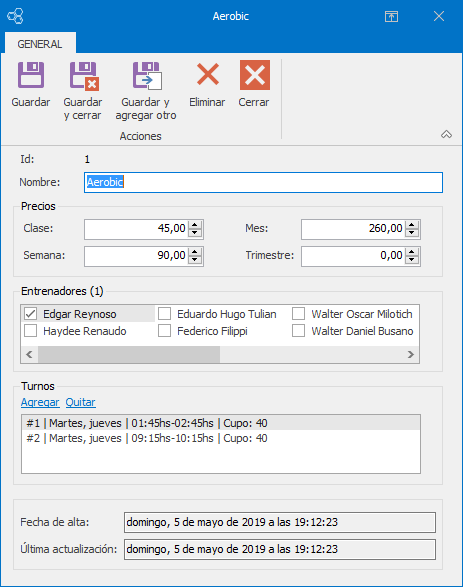 Aerobic
GENERAL
Guardar
Guardar y cerrar
Guardar y agregar otro
Eliminar
Cerrar
Acciones
Id: 1
Nombre: Aerobic
Precios
Clase: 45,00 Mes: 260,00
Semana: 90,00 Trimestre: 0,00
Entrenadores (1)
Edgar Reynoso Eduardo Hugo Tulian Walter Oscar Milotich
Haydee Renaudo Federico Filippi Walter Daniel Busano
Turnos
Agregar Quitar
#1 | Martes, jueves | 01:45hs-02:45hs | Cupo: 40
#2 | Martes, jueves | 09:15hs-10:15hs | Cupo: 40
Fecha de alta: domingo, 5 de mayo de 2019 a las 19:12:23
Última actualización: domingo, 5 de mayo de 2019 a las 19:12:23